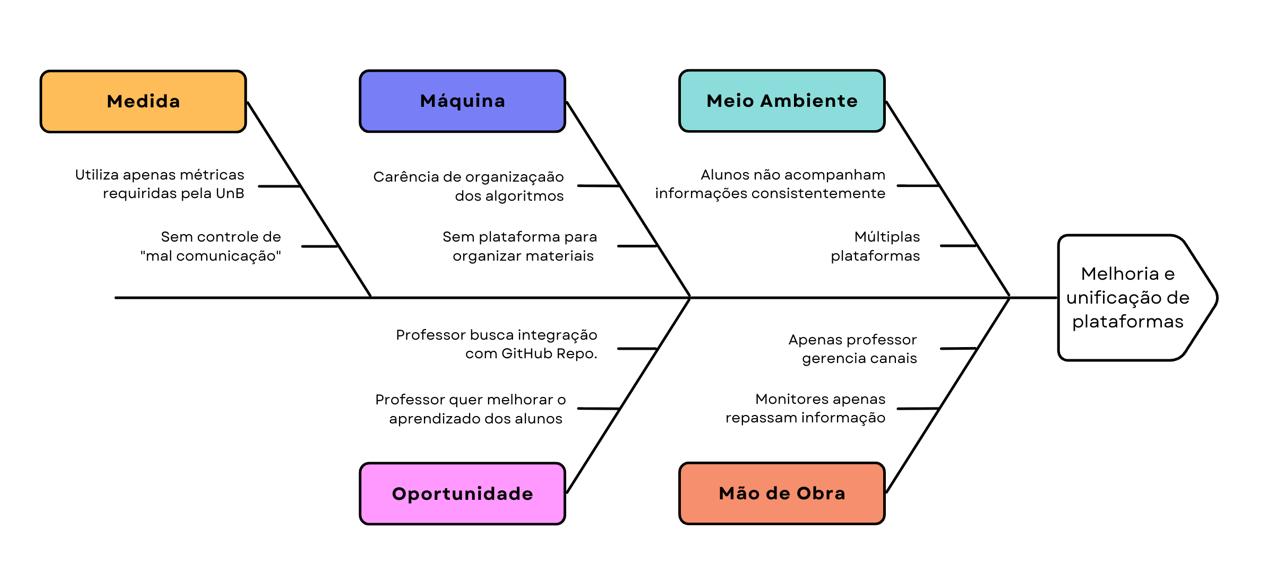 Medida
Máquina
Meio Ambiente
Utiliza apenas métricas
requiridas pela UnB
Sem controle de
"mal comunicação"
Carência de organizaçaão
dos algoritmos
Sem plataforma para
organizar materiais
Alunos não acompanham
informações consistentemente
Múltiplas
plataformas
Melhoria e
unificação de
plataformas
Professor busca integração
com GitHub Repo.
Professor quer melhorar o
aprendizado dos alunos
Apenas professor
gerencia canais
Monitores apenas
repassam informação
Oportunidade
Mão de Obra